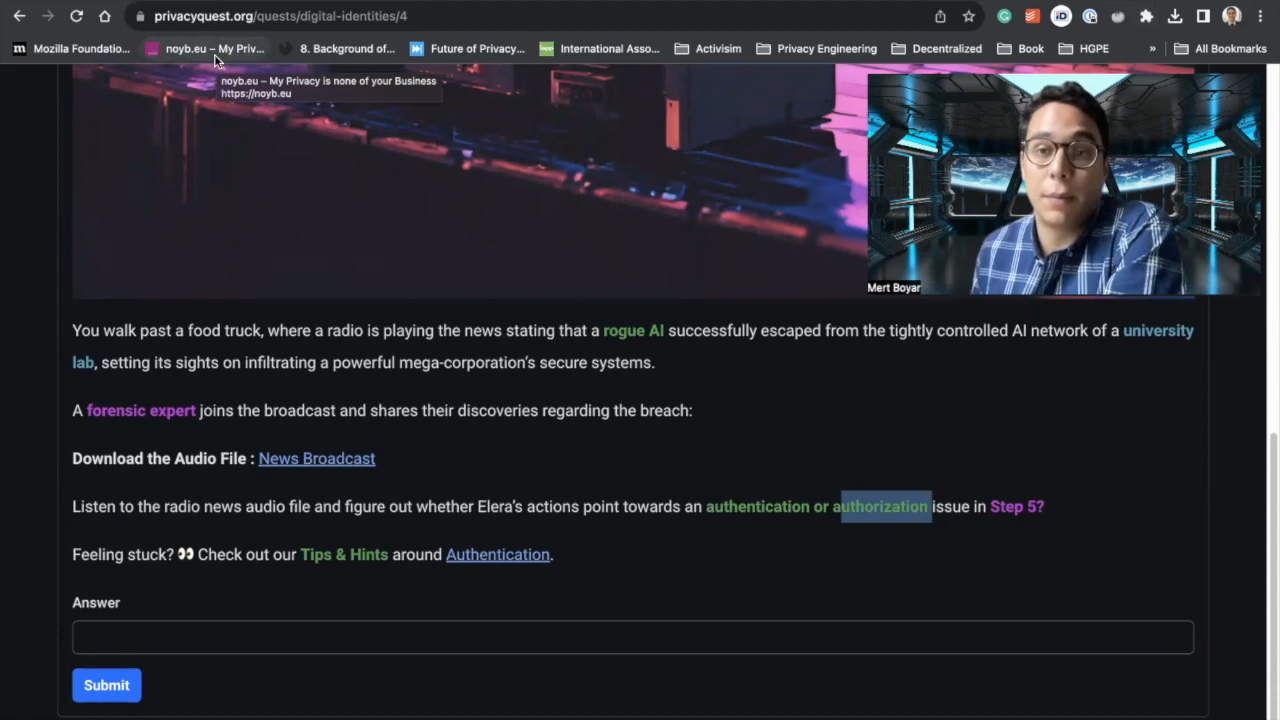 privacyquest.org/quests/digital-identities/4
m Mozilla Foundatio... noyb.eu – My Priv... 8. Background of... Future of Privacy... International Asso... Activisim Privacy Engineering Decentralized Book HGPE » All Bookmarks
noyb.eu – My Privacy is none of your Business
https://noyb.eu
Mert Boyar
You walk past a food truck, where a radio is playing the news stating that a rogue AI successfully escaped from the tightly controlled AI network of a university
lab, setting its sights on infiltrating a powerful mega-corporation's secure systems.
A forensic expert joins the broadcast and shares their discoveries regarding the breach:
Download the Audio File : News Broadcast
Listen to the radio news audio file and figure out whether Elera's actions point towards an authentication or authorization issue in Step 5?
Feeling stuck? 👀 Check out our Tips & Hints around Authentication.
Answer
Submit